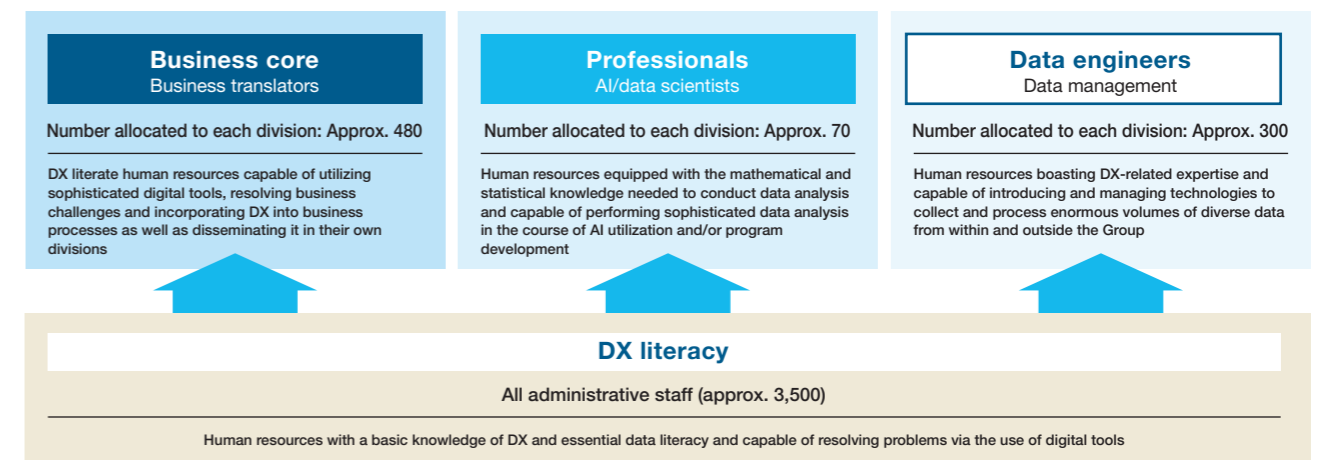 Business core
Business translators
Number allocated to each division: Approx. 480
DX literate human resources capable of utilizing
sophisticated digital tools, resolving business
challenges and incorporating DX into business
processes as well as disseminating it in their own
divisions
Professionals
AI/data scientists
Number allocated to each division: Approx. 70
Human resources equipped with the mathematical and
statistical knowledge needed to conduct data analysis
and capable of performing sophisticated data analysis
in the course of AI utilization and/or program
development
Data engineers
Data management
Number allocated to each division: Approx. 300
Human resources boasting DX-related expertise and
capable of introducing and managing technologies to
collect and process enormous volumes of diverse data
from within and outside the Group
DX literacy
All administrative staff (approx. 3,500)
Human resources with a basic knowledge of DX and essential data literacy and capable of resolving problems via the use of digital tools